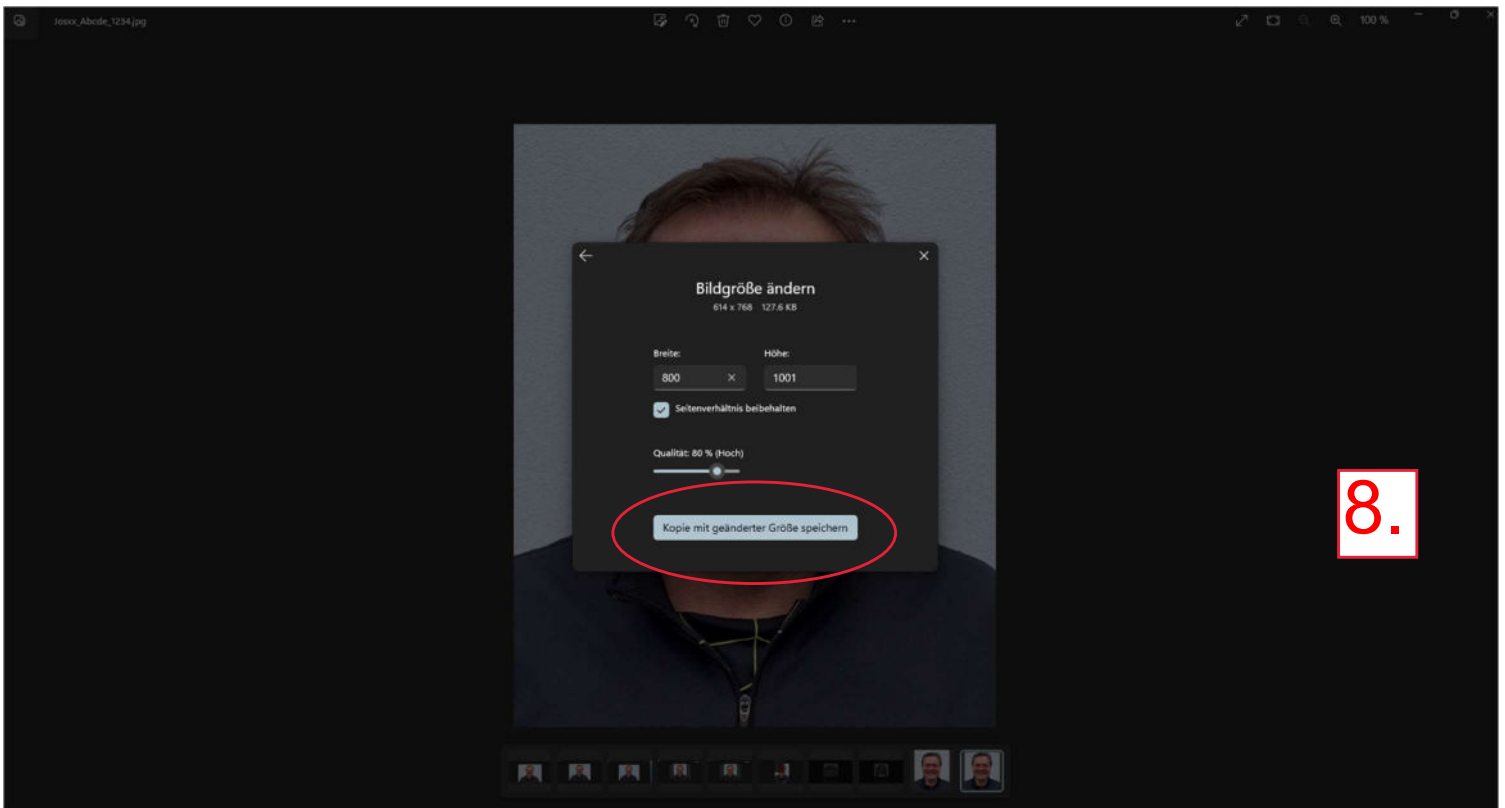 Josxx_Abcde_1234.jpg
100 %
Bildgröße ändern
614 x 768 127.6 KB
Breite: Höhe:
800 1001
Seitenverhältnis beibehalten
Qualität: 80 % (Hoch)
8.
Kopie mit geänderter Größe speichern